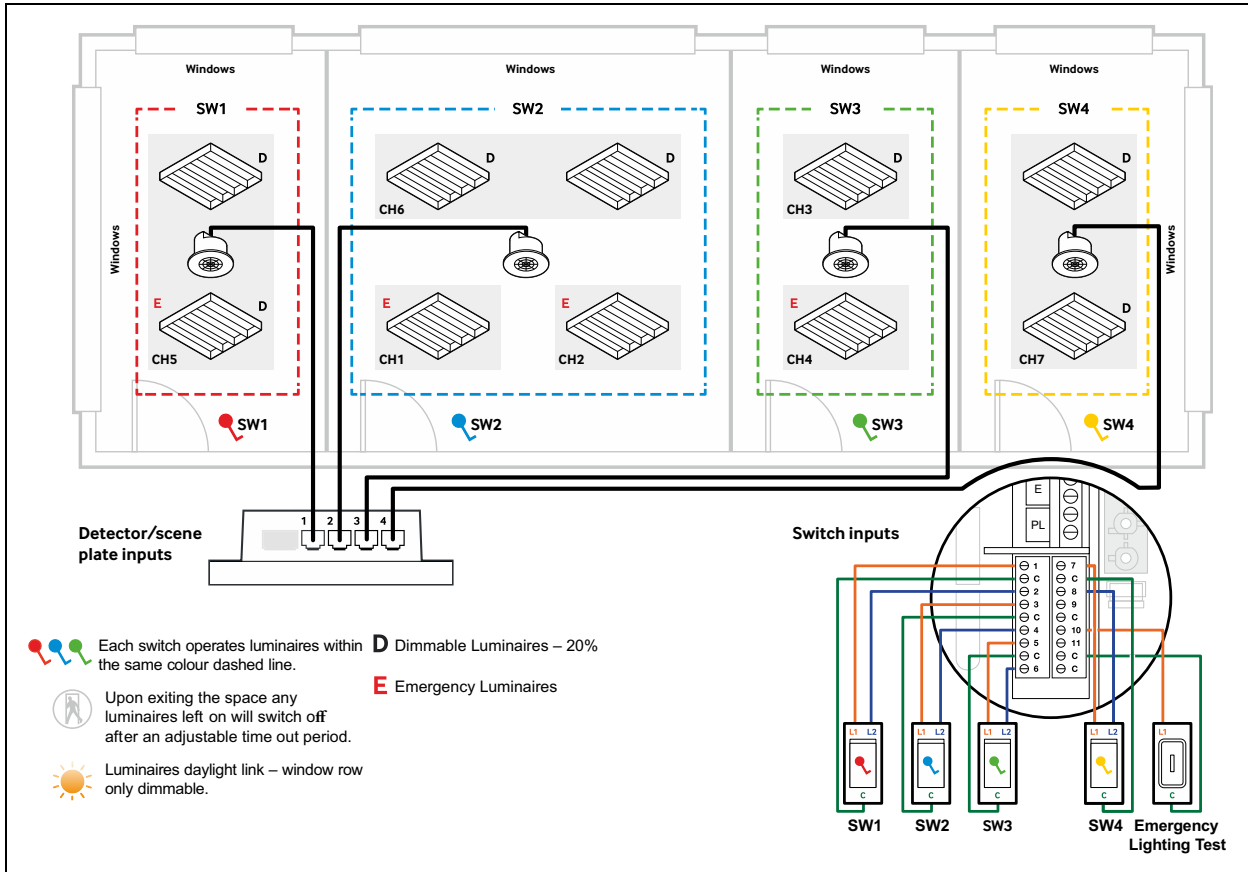 Windows
Windows
Windows
Windows
SW1
SW2
SW3
SW4
D
D
D
D
D
CH6
CH3
Windows
Windows
E
D
E
E
E
D
CH5
CH1
CH2
CH4
CH7
SW1
SW2
SW3
SW4
Detector/scene
plate inputs
1 2 3 4
Switch inputs
E
PL
1 7
C C
2 8
3 9
C C
4 10
5 11
C C
6 C
Each switch operates luminaires within
the same colour dashed line.
D Dimmable Luminaires – 20%
E Emergency Luminaires
Upon exiting the space any
luminaires left on will switch off
after an adjustable time out period.
Luminaires daylight link – window row
only dimmable.
L1 L2
L1 L2
L1 L2
L1 L2
L1
C
C
C
C
C
SW1
SW2
SW3
SW4
Emergency
Lighting Test